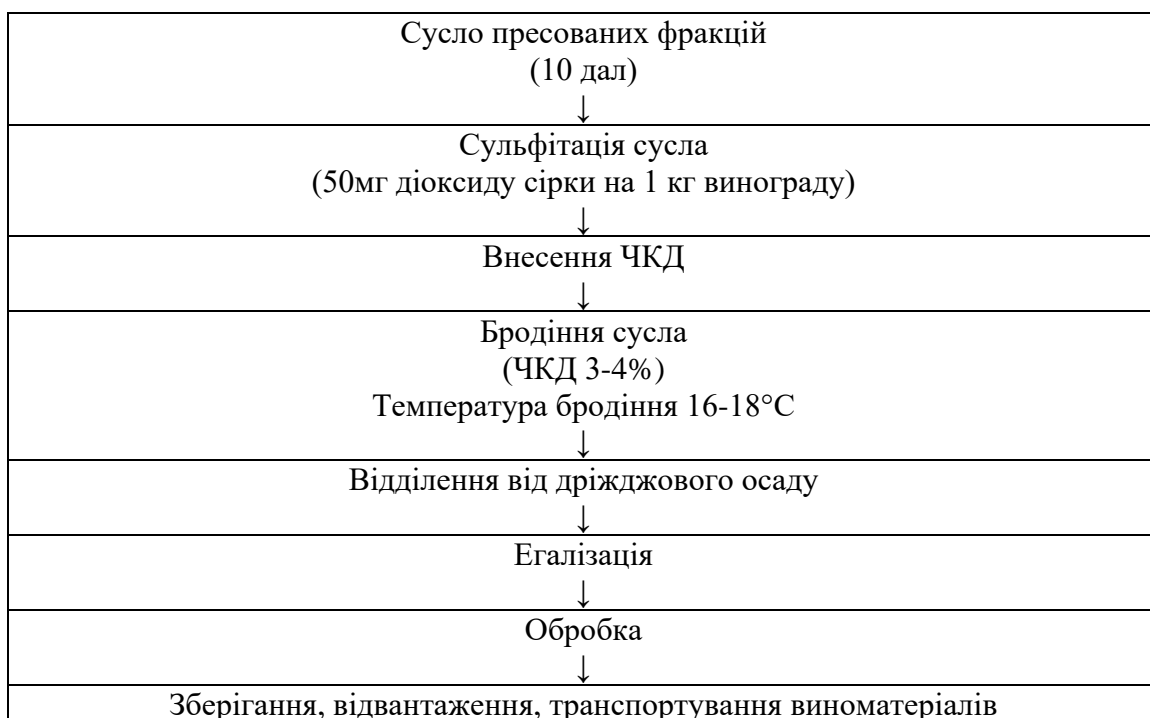 Сусло пресованих фракцій
(10 дал)
↓
Сульфітація сусла
(50мг діоксиду сірки на 1 кг винограду)
↓
Внесення ЧКД
↓
Бродіння сусла
(ЧКД 3-4%)
Температура бродіння 16-18°С
↓
Відділення від дріжджового осаду
↓
Егалізація
↓
Обробка
↓
Зберігання, відвантаження, транспортування виноматеріалів